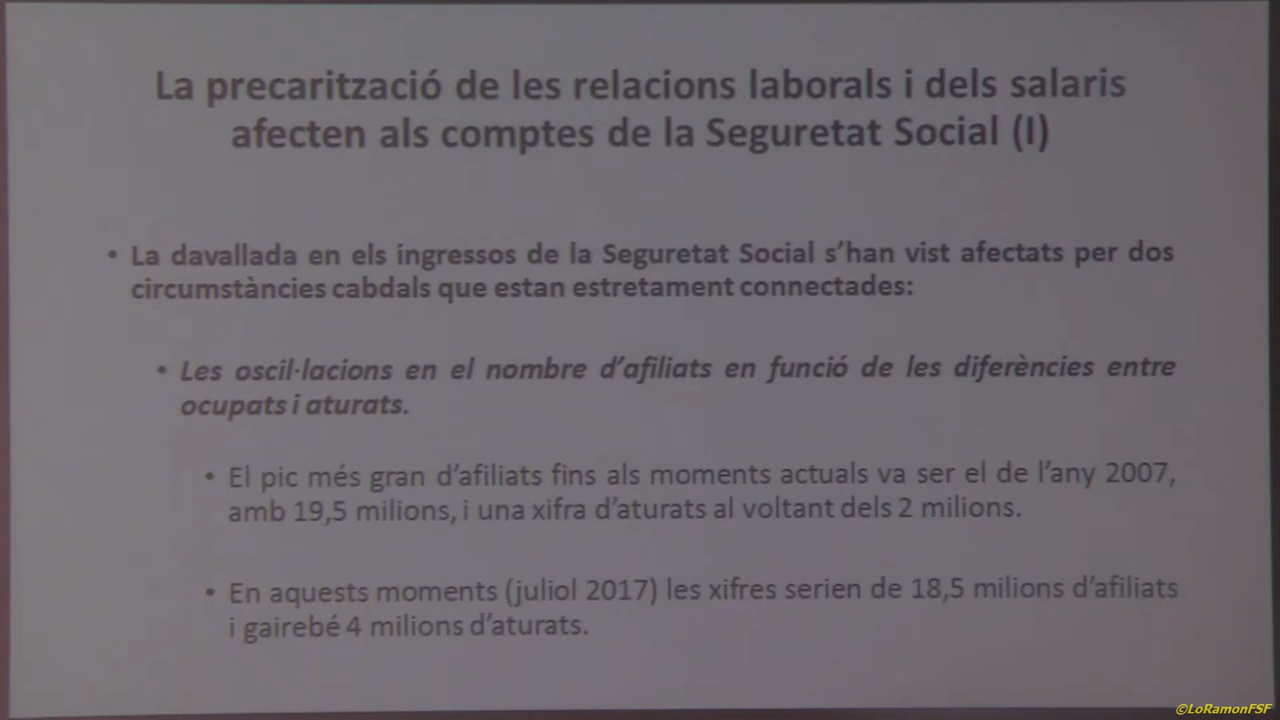 La precarització de les relacions laborals i dels salaris
afecten als comptes de la Seguretat Social (I)
• La davallada en els ingressos de la Seguretat Social s’han vist afectats per dos
circumstàncies cabdals que estan estretament connectades:
• Les oscil·lacions en el nombre d’afiliats en funció de les diferències entre
ocupats i aturats.
• El pic més gran d’afiliats fins als moments actuals va ser el de l’any 2007,
amb 19,5 milions, i una xifra d’aturats al voltant dels 2 milions.
• En aquests moments (juliol 2017) les xifres serien de 18,5 milions d’afiliats
i gairebé 4 milions d’aturats.
©LoRamonFSF